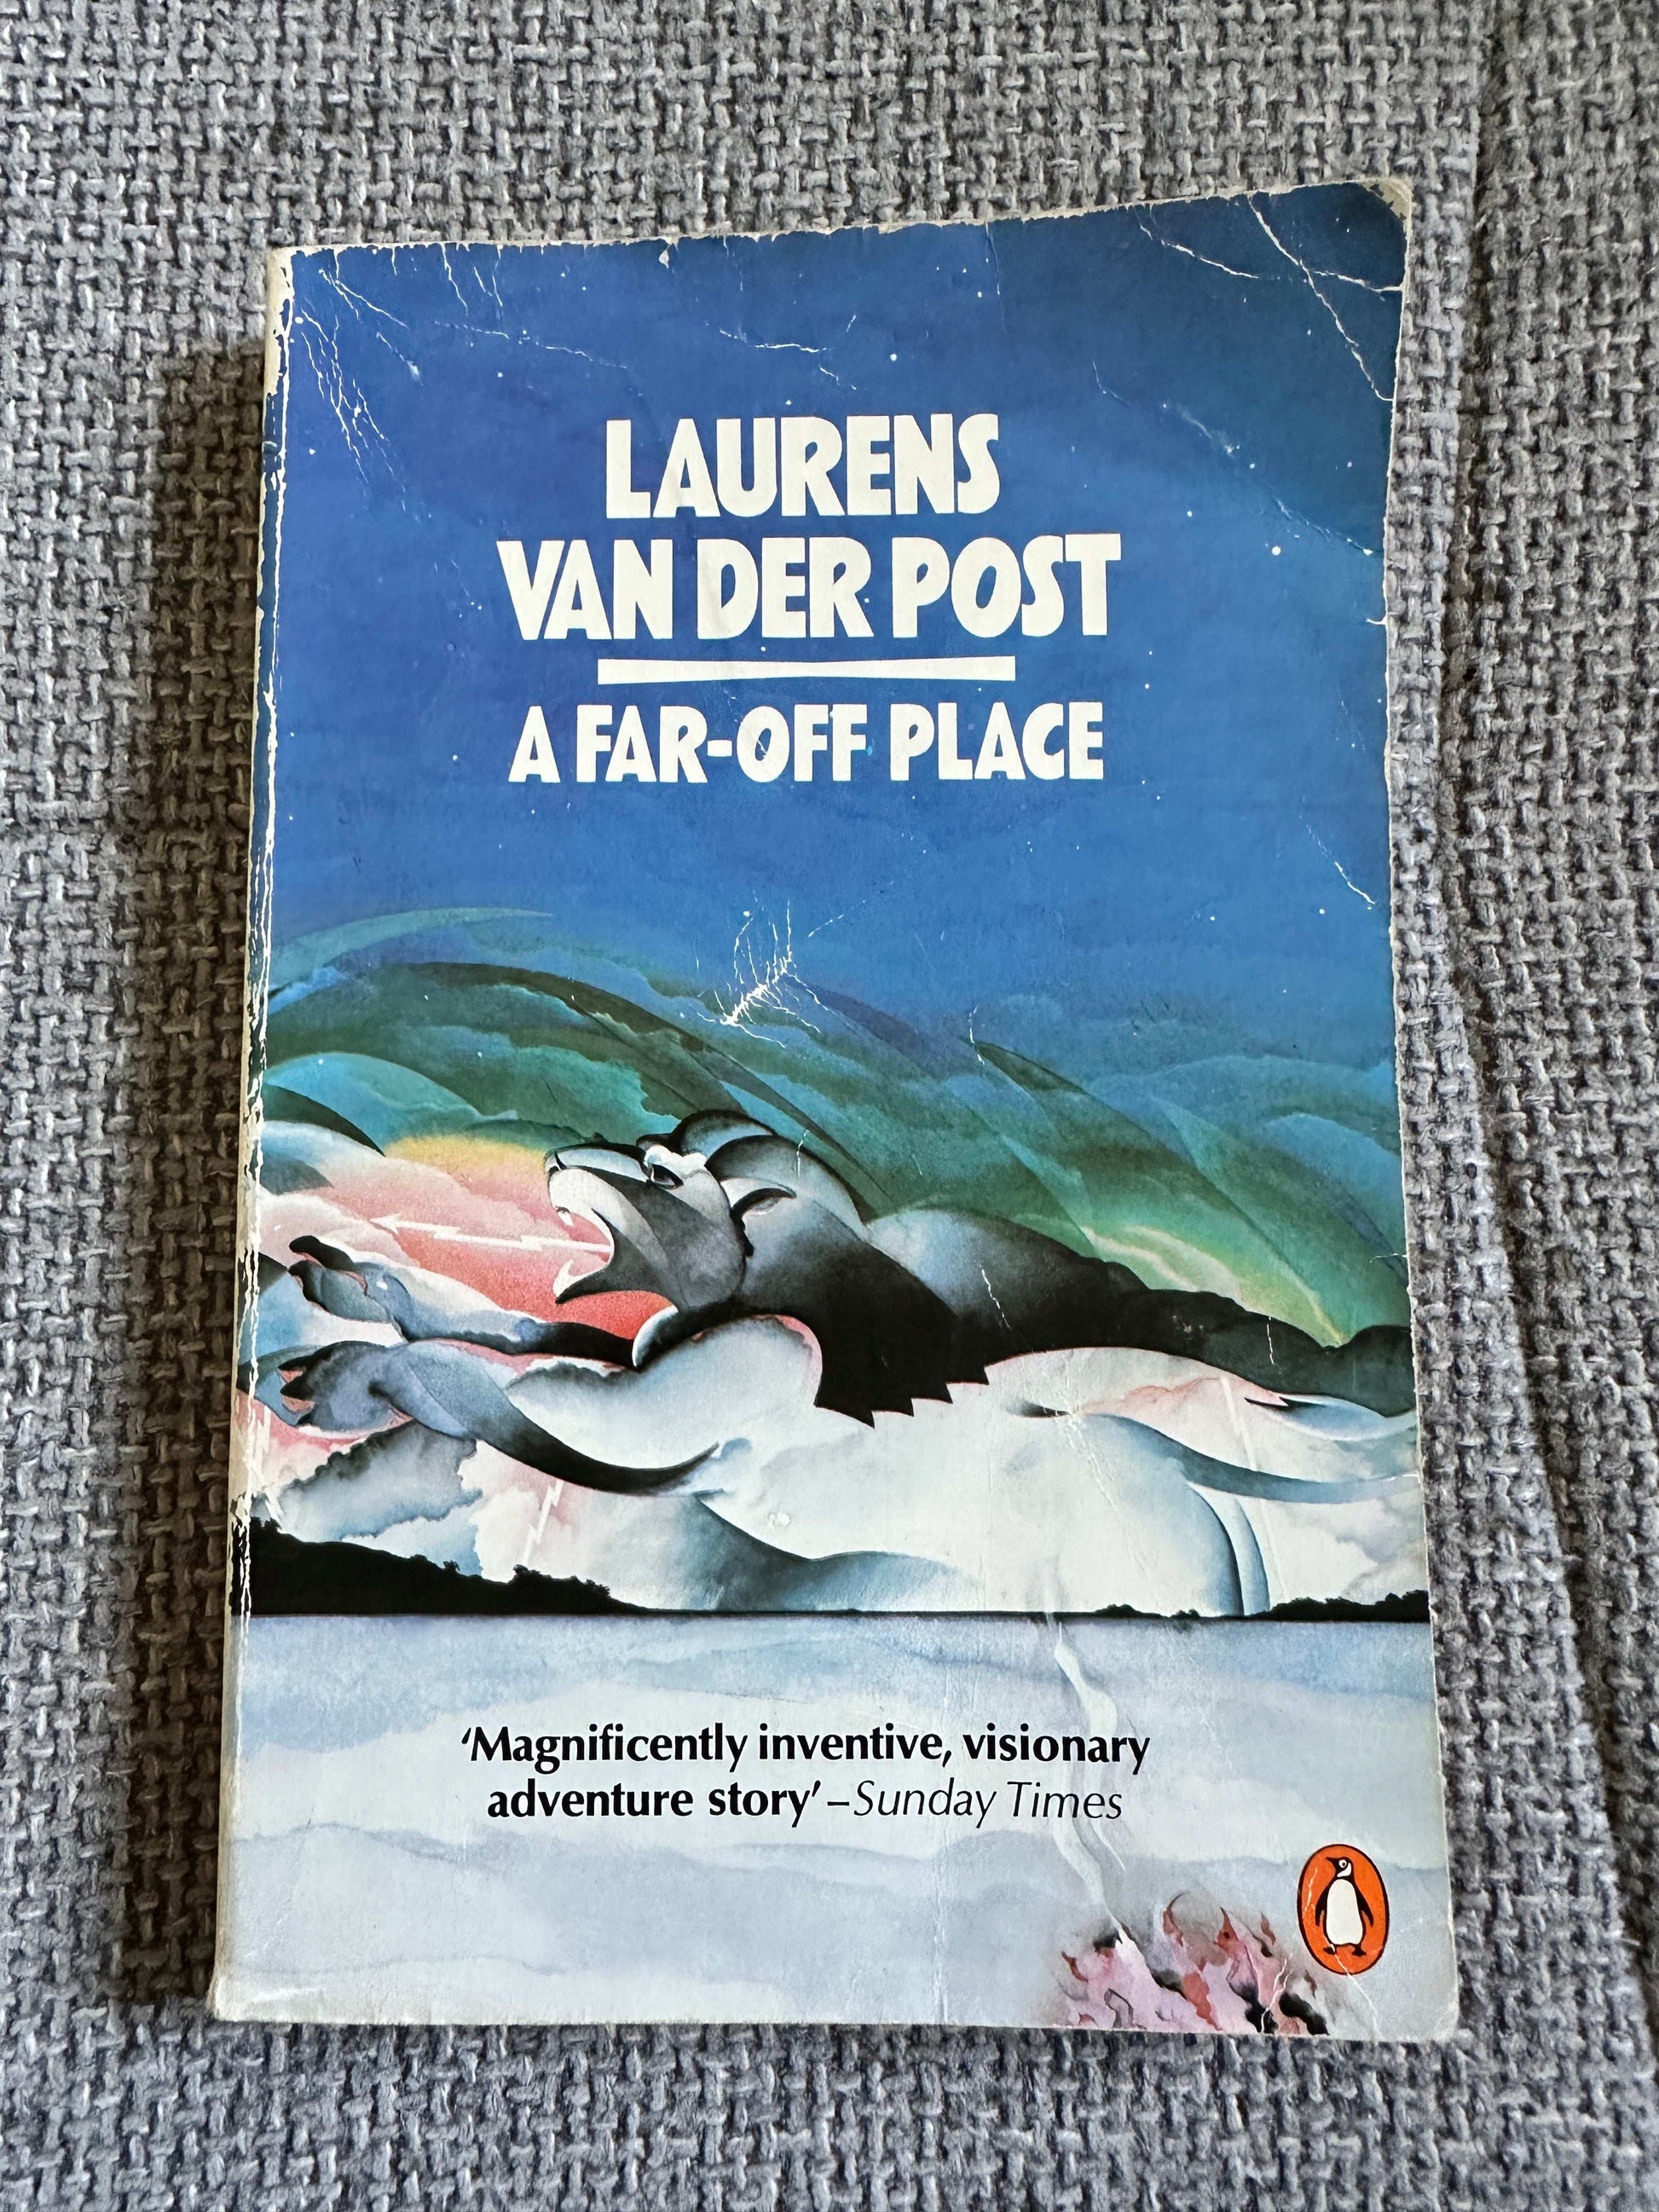 LAURENS
VAN DER POST
A FAR-OFF PLACE
‘Magnificently inventive, visionary
adventure story’ – Sunday Times